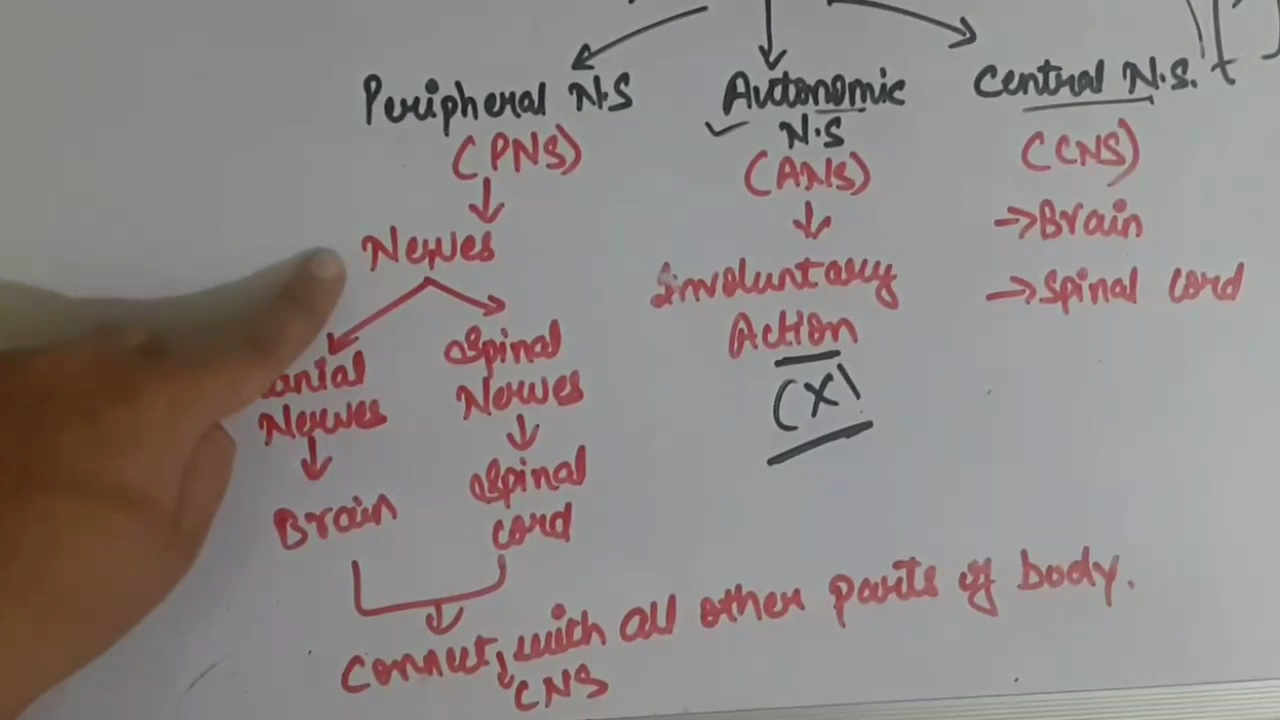 Peripheral N.S
(PNS)
Nerves
anial
Nerves
Brain
Spinal
Nerves
Spinal
cord
Autonomic
N.S
(ANS)
Involuntary
Action
(X)
Central N.S.
(CNS)
→Brain
→Spinal cord
Connect with all other parts of body.
CNS